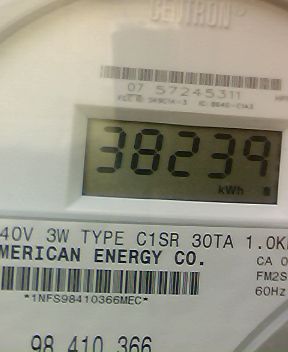 CENTRON®
07 57245311
38239
kWh
40V 3W TYPE C1SR 30TA 1.0K
MERICAN ENERGY CO.
CA 0
FM2S
60Hz
*1NFS98410366MEC*
98 410 366